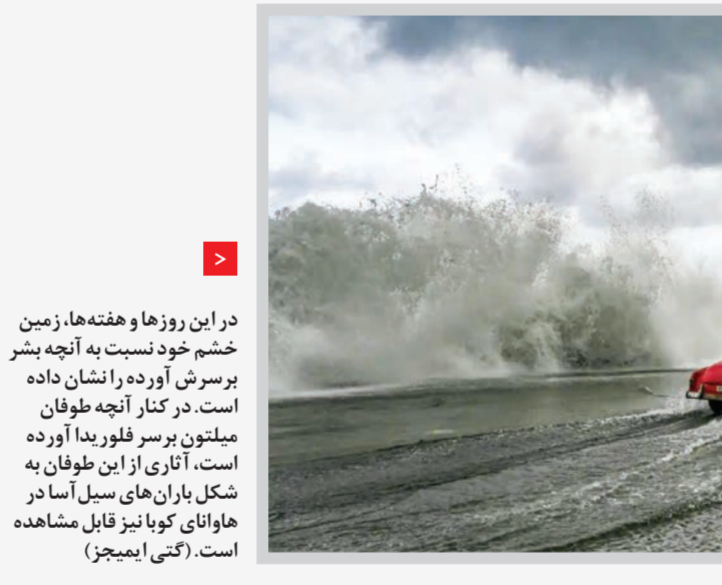 >
در این روزها و هفته‌ها، زمین
خشم خود نسبت به آنچه بشر
بر سرش آورده را نشان داده
است. در کنار آنچه طوفان
میلتون بر سر فلوریدا آورده
است، آثاری از این طوفان به
شکل باران‌های سیل‌آسا در
هاوانای کوبا نیز قابل مشاهده
است. (گتی ایمیجز)